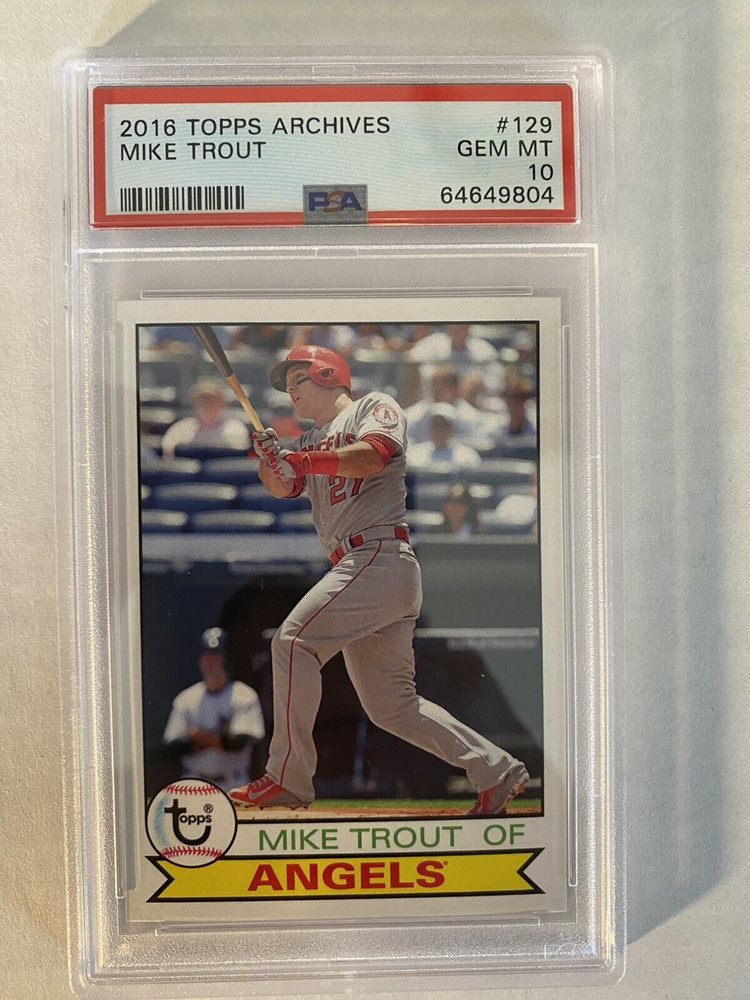 2016 TOPPS ARCHIVES #129
MIKE TROUT GEM MT
10
PSA 64649804
ANGELS
27
topps®
MIKE TROUT OF
ANGELS